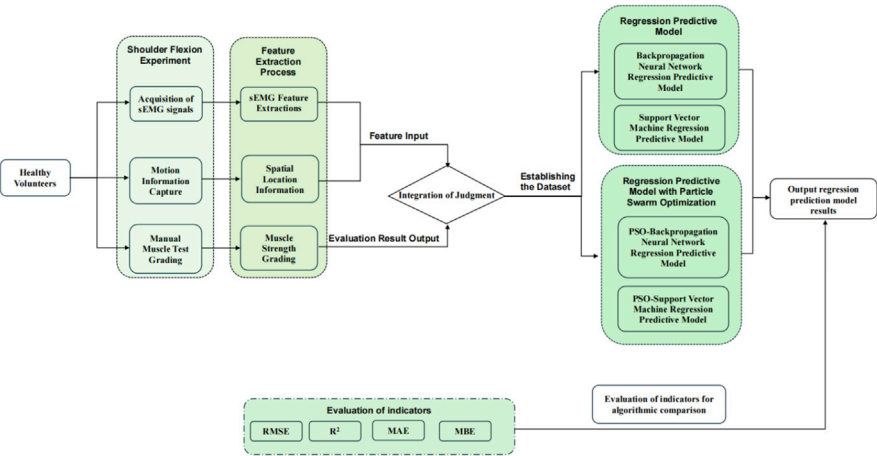 Healthy
Volunteers
Shoulder Flexion
Experiment
Acquisition of
sEMG signals
Motion
Information
Capture
Manual
Muscle Test
Grading
Feature
Extraction
Process
sEMG Feature
Extractions
Spatial
Location
Information
Muscle
Strength
Grading
Feature Input
Evaluation Result Output
Integration of Judgment
Establishing
the Dataset
Regression Predictive
Model
Backpropagation
Neural Network
Regression Predictive
Model
Support Vector
Machine Regression
Predictive Model
Regression Predictive
Model with Particle
Swarm Optimization
PSO-Backpropagation
Neural Network
Regression Predictive
Model
PSO-Support Vector
Machine Regression
Predictive Model
Output regression
prediction model
results
Evaluation of indicators
RMSE
R²
MAE
MBE
Evaluation of indicators for
algorithmic comparison